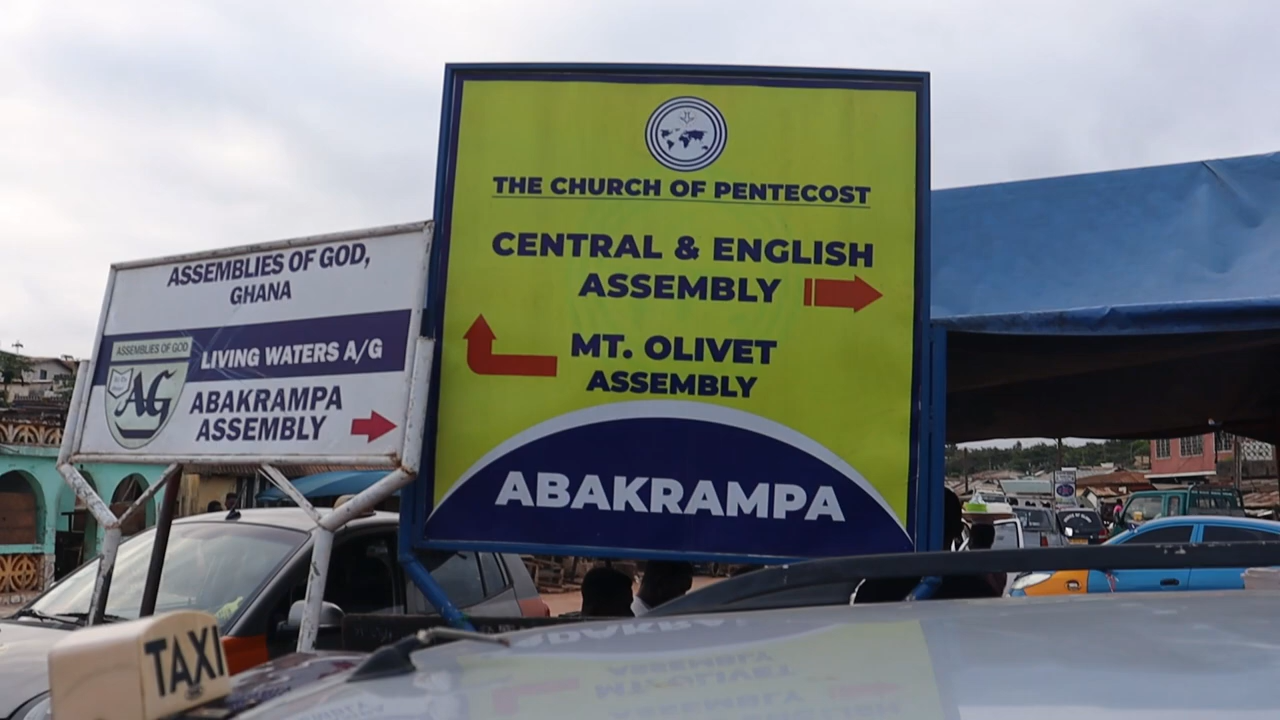 ASSEMBLIES OF GOD,
GHANA
ASSEMBLIES OF GOD
AG
LIVING WATERS A/G
ABAKRAMPA
ASSEMBLY
THE CHURCH OF PENTECOST
CENTRAL & ENGLISH
ASSEMBLY
MT. OLIVET
ASSEMBLY
ABAKRAMPA
TAXI